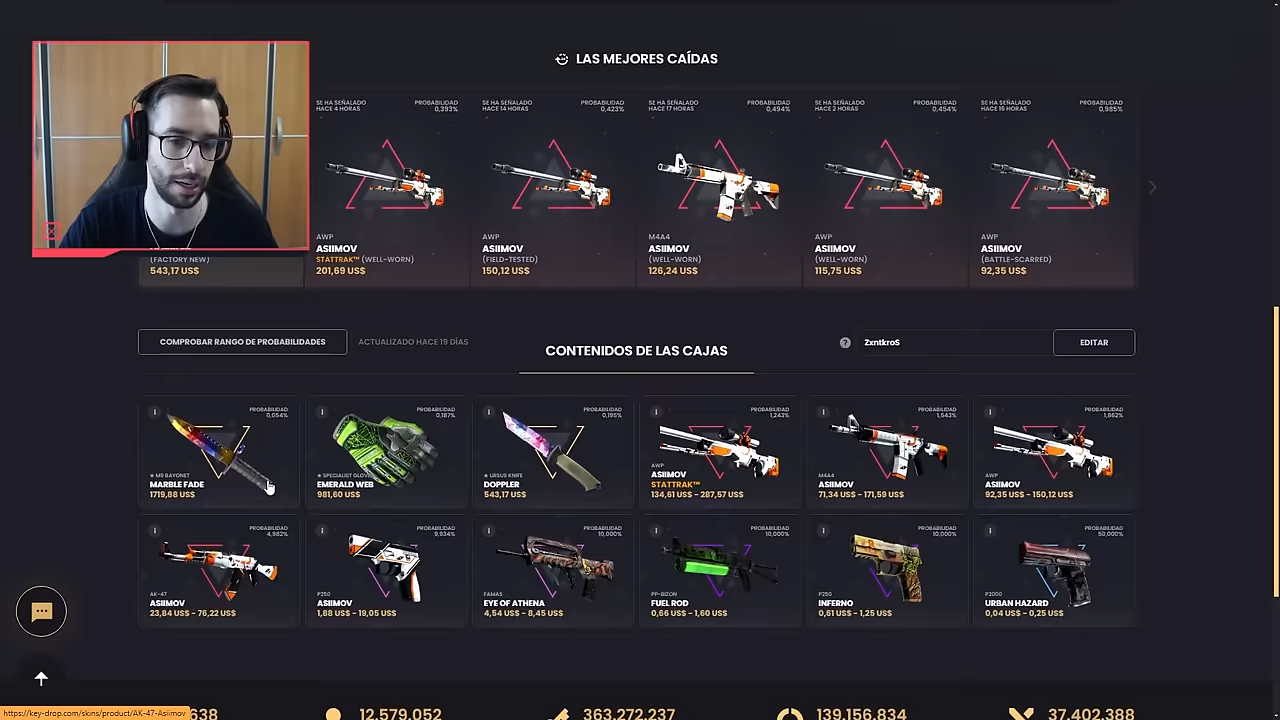 LAS MEJORES CAÍDAS
(FACTORY NEW)
543,17 US$
SE HA SEÑALADO
HACE 4 HORAS
PROBABILIDAD
0,393%
AWP
ASIIMOV
STATTRAK™ (WELL-WORN)
201,69 US$
SE HA SEÑALADO
HACE 14 HORAS
PROBABILIDAD
0,423%
AWP
ASIIMOV
(FIELD-TESTED)
150,12 US$
SE HA SEÑALADO
HACE 17 HORAS
PROBABILIDAD
0,494%
M4A4
ASIIMOV
(WELL-WORN)
126,24 US$
SE HA SEÑALADO
HACE 2 HORAS
PROBABILIDAD
0,454%
AWP
ASIIMOV
(WELL-WORN)
115,75 US$
SE HA SEÑALADO
HACE 16 HORAS
PROBABILIDAD
0,985%
AWP
ASIIMOV
(BATTLE-SCARRED)
92,35 US$
COMPROBAR RANGO DE PROBABILIDADES
ACTUALIZADO HACE 19 DÍAS
CONTENIDOS DE LAS CAJAS
?
ZxntkroS
EDITAR
PROBABILIDAD
0,054%
★ M9 BAYONET
MARBLE FADE
1719,88 US$
PROBABILIDAD
0,187%
★ SPECIALIST GLOVES
EMERALD WEB
981,60 US$
PROBABILIDAD
0,195%
★ URSUS KNIFE
DOPPLER
543,17 US$
PROBABILIDAD
1,243%
AWP
ASIIMOV
STATTRAK™
134,61 US$ - 287,57 US$
PROBABILIDAD
1,543%
M4A4
ASIIMOV
71,34 US$ - 171,59 US$
PROBABILIDAD
1,862%
AWP
ASIIMOV
92,35 US$ - 150,12 US$
PROBABILIDAD
4,982%
AK-47
ASIIMOV
23,84 US$ - 76,22 US$
PROBABILIDAD
9,934%
P250
ASIIMOV
1,88 US$ - 19,05 US$
PROBABILIDAD
10,000%
FAMAS
EYE OF ATHENA
4,54 US$ - 8,45 US$
PROBABILIDAD
10,000%
PP-BIZON
FUEL ROD
0,66 US$ - 1,60 US$
PROBABILIDAD
10,000%
P250
INFERNO
0,61 US$ - 1,25 US$
PROBABILIDAD
50,000%
P2000
URBAN HAZARD
0,04 US$ - 0,25 US$
https://key-drop.com/skins/product/AK-47-Asiimov
638
12.579.052
363.272.237
139.156.834
37.402.388